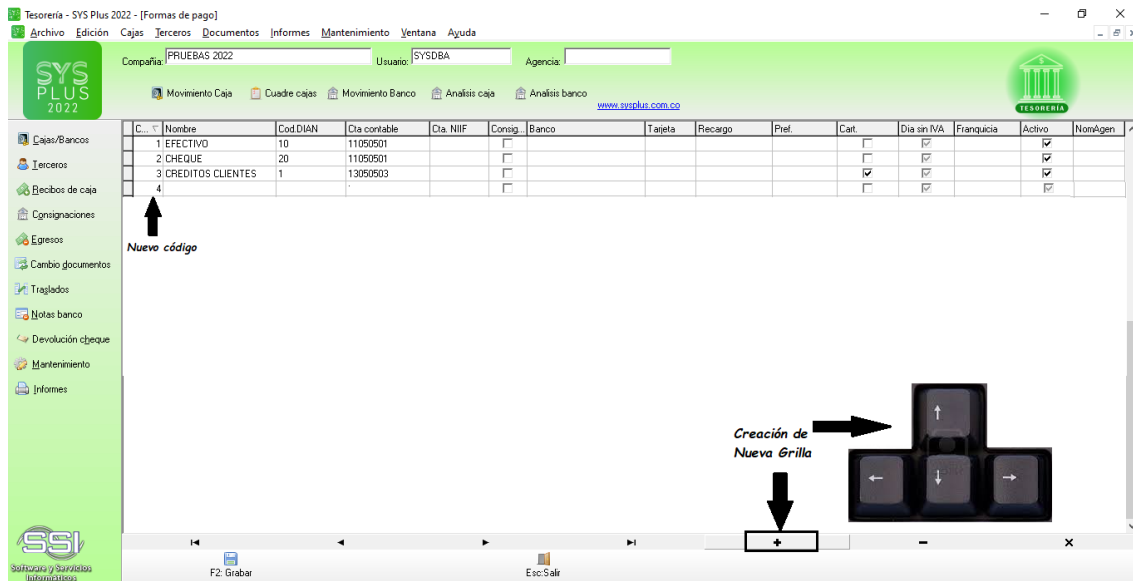 Tesorería - SYS Plus 2022 - [Formas de pago]
Archivo Edición Cajas Terceros Documentos Informes Mantenimiento Ventana Ayuda
SYS
PLUS
2022
Compañia: PRUEBAS 2022 Usuario: SYSDBA Agencia:
Movimiento Caja Cuadre cajas Movimiento Banco Analisis caja Analisis banco
www.sysplus.com.co
TESORERÍA
C... Nombre Cod.DIAN Cta contable Cta. NIIF Consig... Banco Tarjeta Recargo Pref. Cart. Dia sin IVA Franquicia Activo NomAgen
1 EFECTIVO 10 11050501
2 CHEQUE 20 11050501
3 CREDITOS CLIENTES 1 13050503
4
Nuevo código
Cajas/Bancos
Terceros
Recibos de caja
Consignaciones
Egresos
Cambio documentos
Traslados
Notas banco
Devolución cheque
Mantenimiento
Informes
Creación de
Nueva Grilla
SSI
Software y Servicios
Informáticos
F2: Grabar Esc:Salir